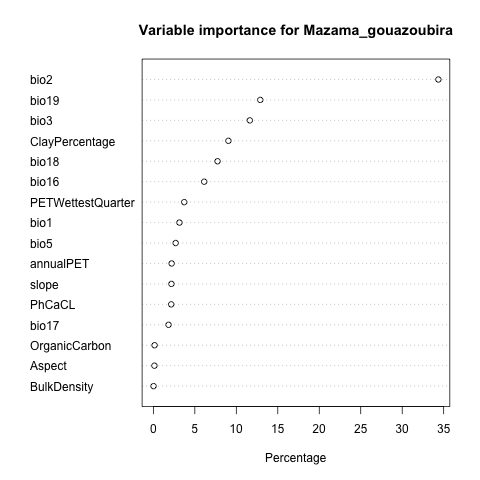 Variable importance for Mazama_gouazoubira
bio2
bio19
bio3
ClayPercentage
bio18
bio16
PETWettestQuarter
bio1
bio5
annualPET
slope
PhCaCL
bio17
OrganicCarbon
Aspect
BulkDensity
0 5 10 15 20 25 30 35
Percentage